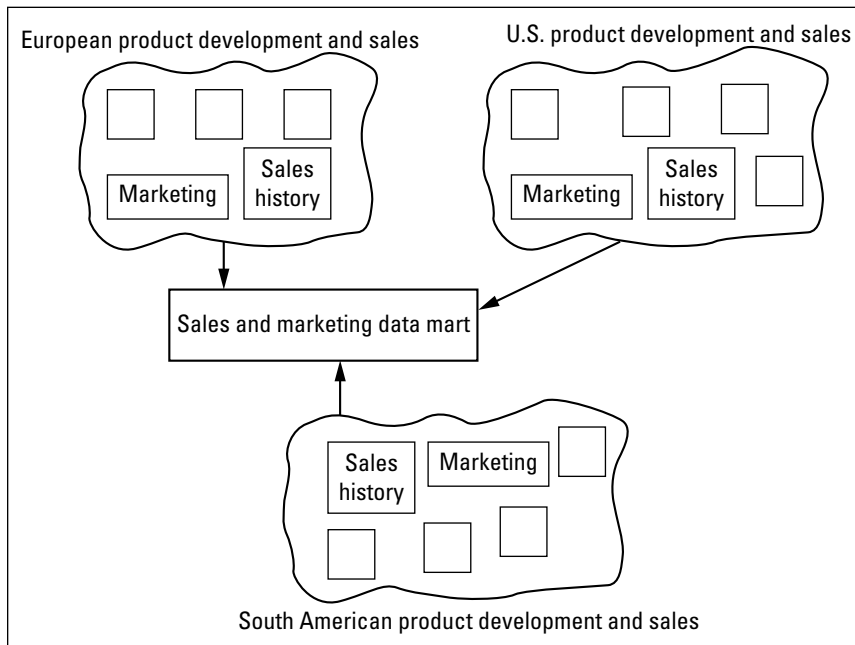 European product development and sales
U.S. product development and sales
Marketing
Sales
history
Marketing
Sales
history
Sales and marketing data mart
Sales
history
Marketing
South American product development and sales